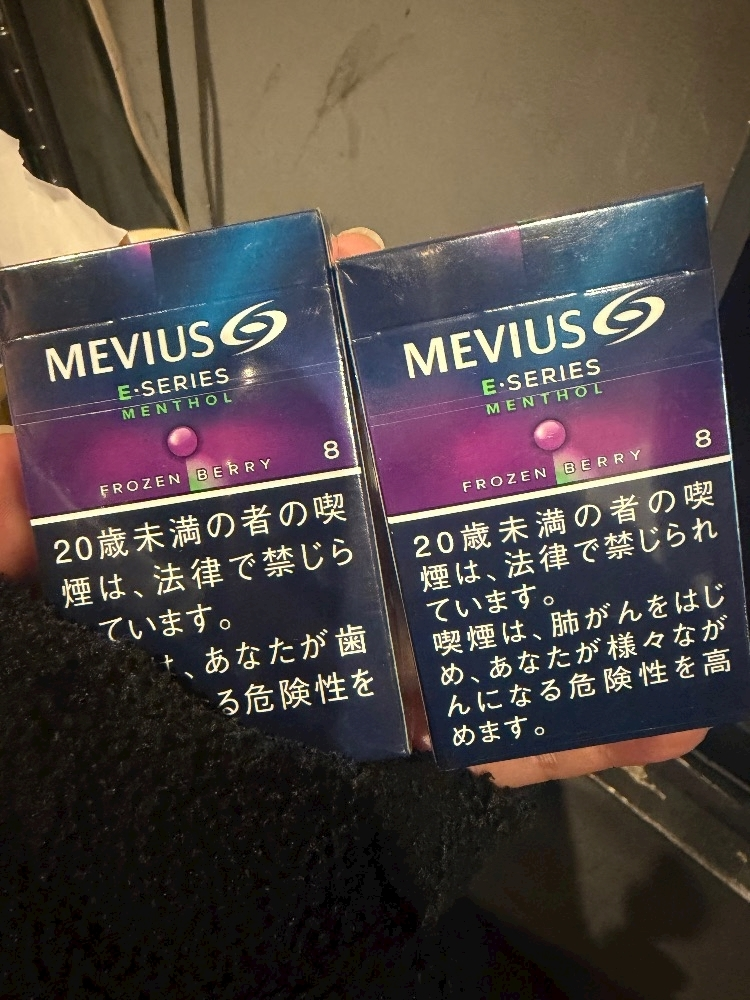 MEVIUS
E·SERIES
MENTHOL
FROZEN BERRY
8
20歳未満の者の喫
煙は、法律で禁じら
ています。
は、あなたが歯
る危険性を
MEVIUS
E·SERIES
MENTHOL
FROZEN BERRY
8
20歳未満の者の喫
煙は、法律で禁じられ
ています。
喫煙は、肺がんをはじ
め、あなたが様々なが
んになる危険性を高
めます。